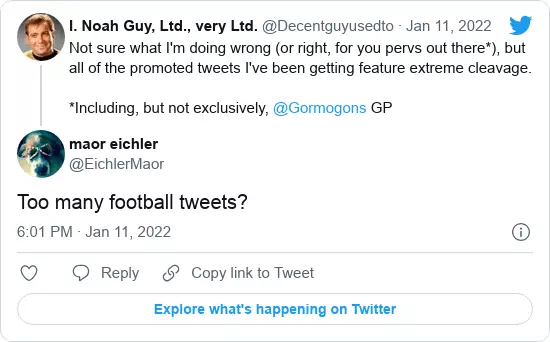 I. Noah Guy, Ltd., very Ltd. @Decentguyusedto · Jan 11, 2022
Not sure what I'm doing wrong (or right, for you pervs out there*), but
all of the promoted tweets I've been getting feature extreme cleavage.
*Including, but not exclusively, @Gormogons GP
maor eichler
@EichlerMaor
Too many football tweets?
6:01 PM · Jan 11, 2022
Reply
Copy link to Tweet
Explore what's happening on Twitter